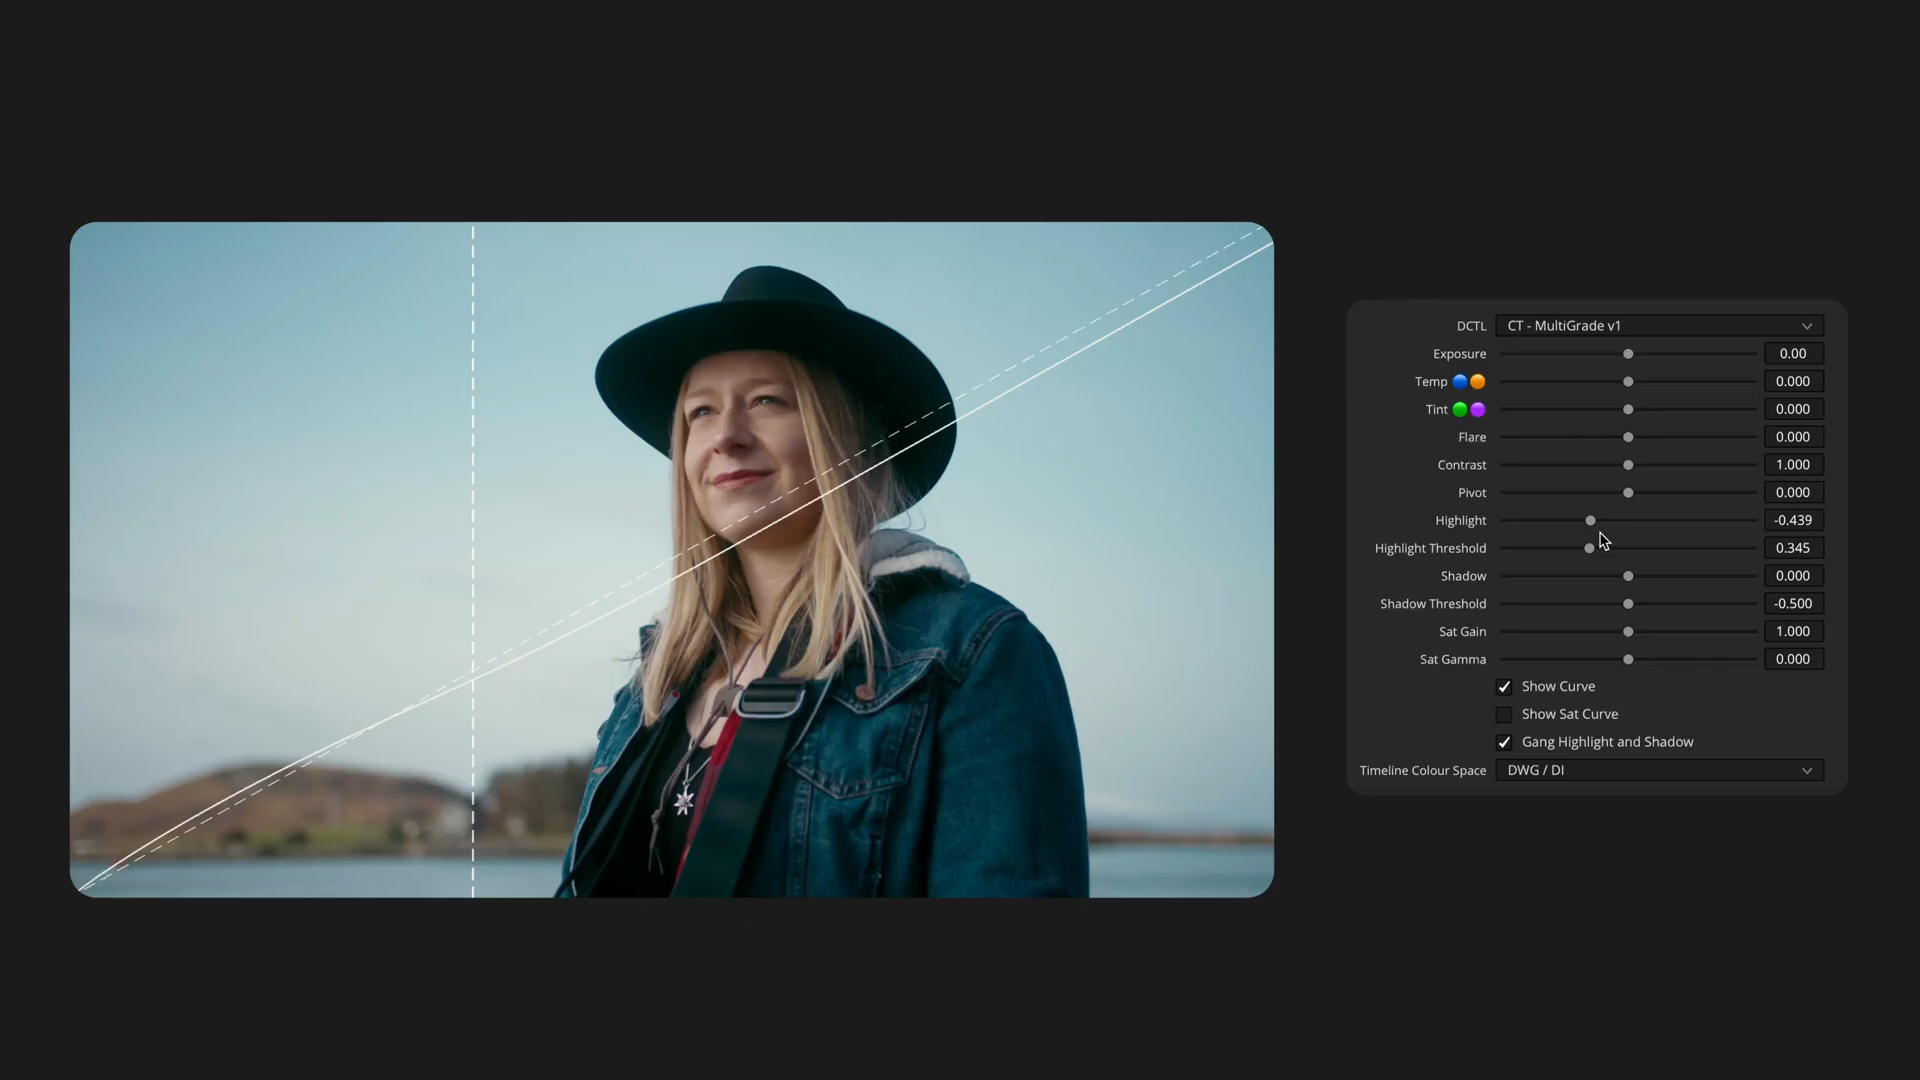 DCTL CT - MultiGrade v1
Exposure 0.00
Temp 0.000
Tint 0.000
Flare 0.000
Contrast 1.000
Pivot 0.000
Highlight -0.439
Highlight Threshold 0.345
Shadow 0.000
Shadow Threshold -0.500
Sat Gain 1.000
Sat Gamma 0.000
Show Curve
Show Sat Curve
Gang Highlight and Shadow
Timeline Colour Space DWG / DI